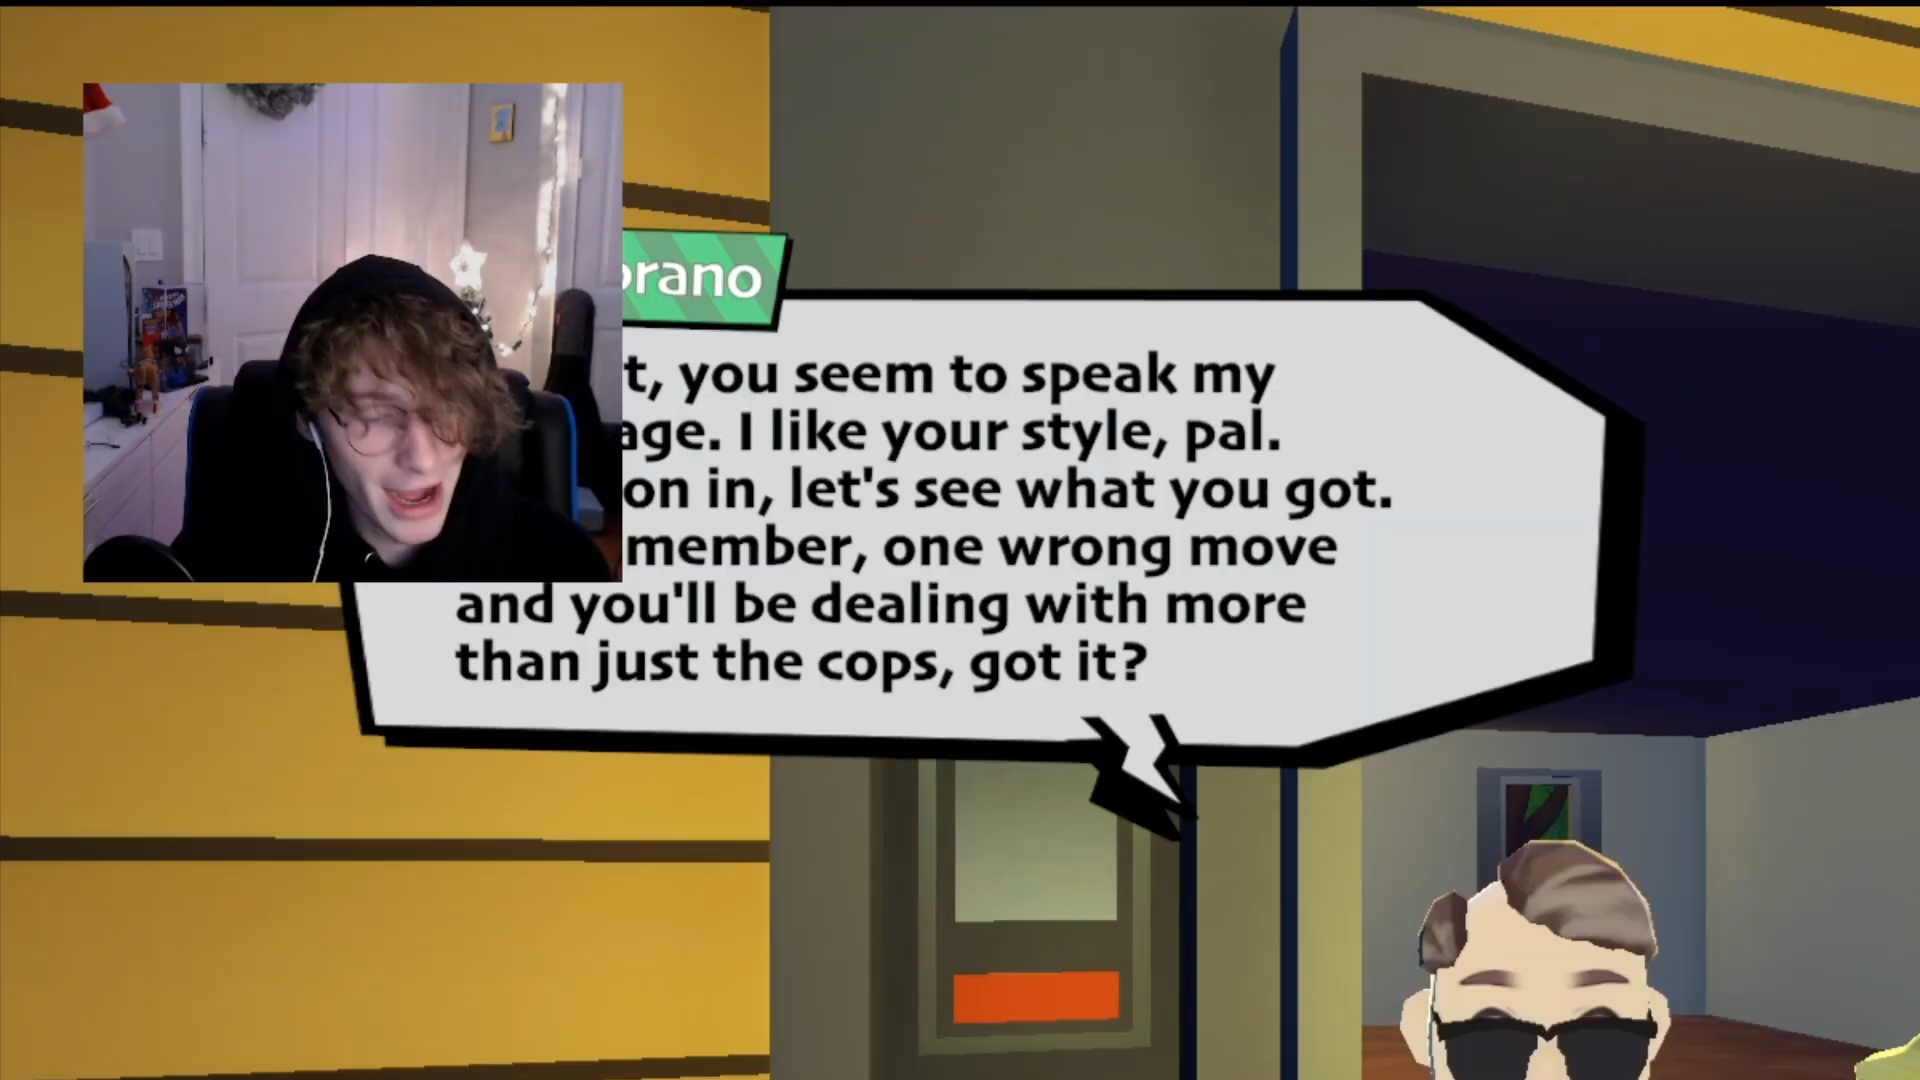 orano
t, you seem to speak my
age. I like your style, pal.
on in, let's see what you got.
member, one wrong move
and you'll be dealing with more
than just the cops, got it?